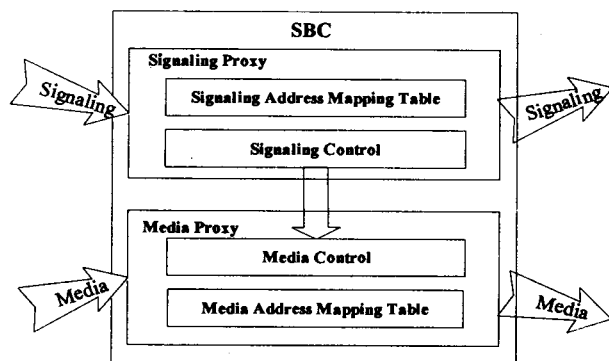 SBC
Signaling Proxy
Signaling
Signaling Address Mapping Table
Signaling
Signaling Control
Media Proxy
Media Control
Media
Media Address Mapping Table
Media